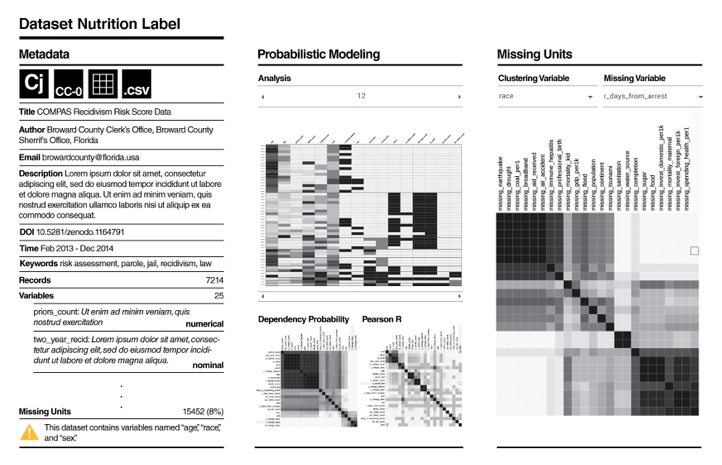 Dataset Nutrition Label
Metadata
Cj
CC-0
.csv
Title COMPAS Recidivism Risk Score Data
Author Broward County Clerk's Office, Broward County
Sherrif's Office, Florida
Email browardcounty@florida.usa
Description Lorem ipsum dolor sit amet, consectetur
adipiscing elit, sed do eiusmod tempor incididunt ut labore
et dolore magna aliqua. Ut enim ad minim veniam, quis
nostrud exercitation ullamco laboris nisi ut aliquip ex ea
commodo consequat.
DOI 10.5281/zenodo.1164791
Time Feb 2013 - Dec 2014
Keywords risk assessment, parole, jail, recidivism, law
Records 7214
Variables 25
priors_count: Ut enim ad minim veniam, quis
nostrud exercitation numerical
two_year_recid: Lorem ipsum dolor sit amet, consec-
tetur adipiscing elit, sed do eiusmod tempor incidi-
dunt ut labore et dolore magna aliqua.
nominal
Missing Units 15452 (8%)
This dataset contains variables named "age", "race",
and "sex".
Probabilistic Modeling
Analysis
12
Dependency Probability
Pearson R
Missing Units
Clustering Variable
race
Missing Variable
r_days_from_arrest
missing_earthquake
missing_drought
missing_coal_per1
missing_broadband
missing_aid_received
missing_air_accident
missing_immune_hepatitis
missing_professional_birth
missing_mortality_kid
missing_gdp_per1k
missing_flood
missing_population
missing_murder
missing_tsunami
missing_sanitation
missing_water_source
missing_completion
missing_sugar
missing_food
missing_invest_domestic_per1k
missing_mortality_maternal
missing_invest_foreign_per1k
missing_spending_health_per1